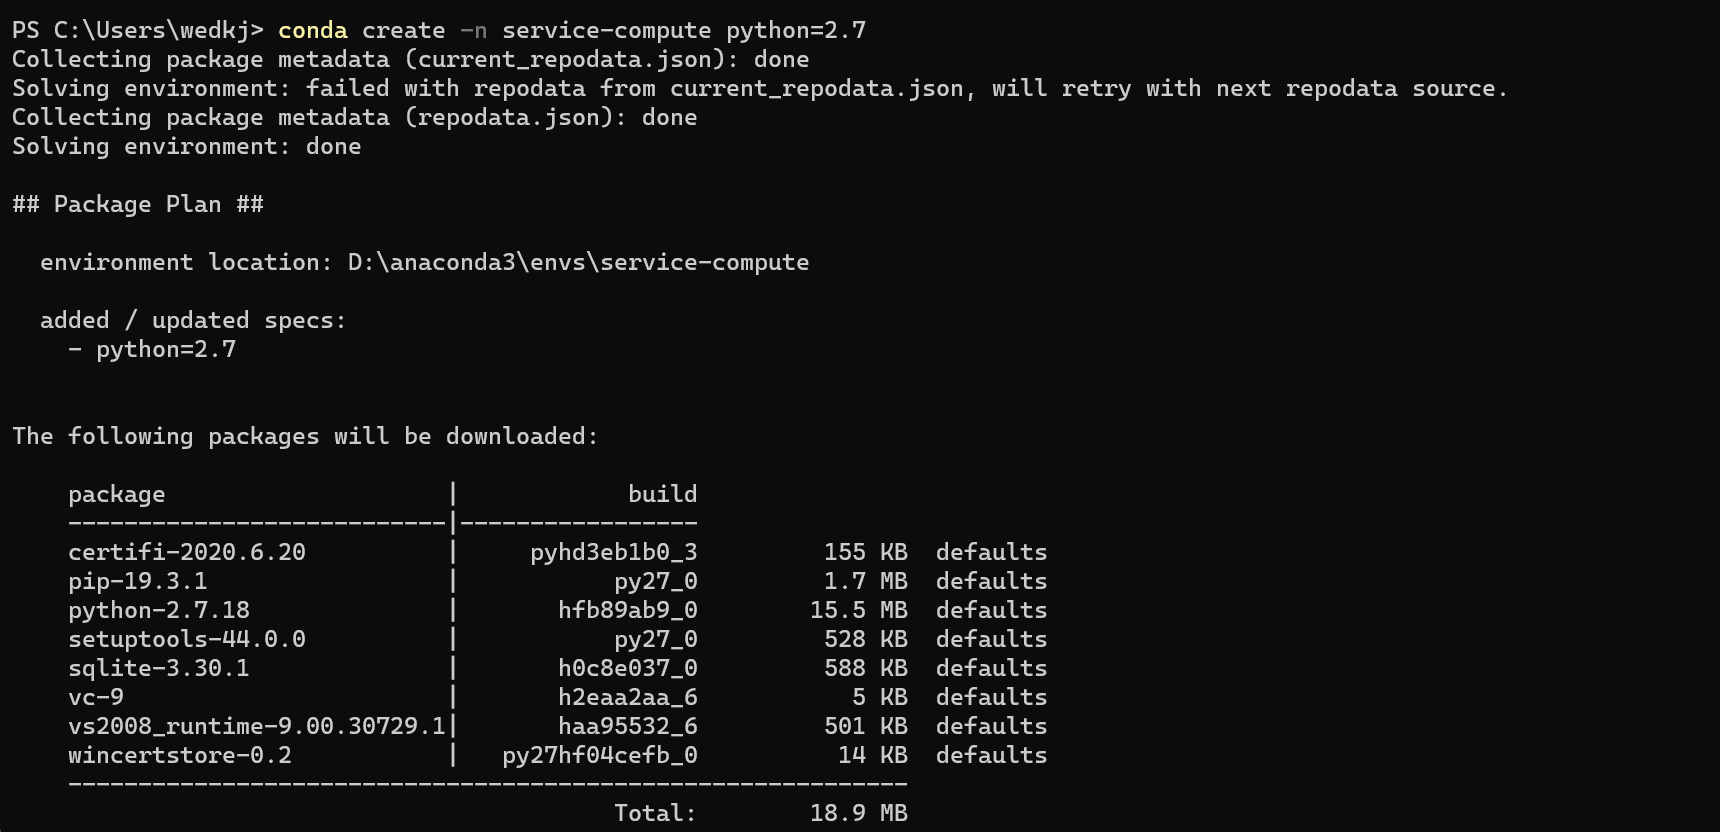 PS C:\Users\wedkj> conda create -n service-compute python=2.7
Collecting package metadata (current_repodata.json): done
Solving environment: failed with repodata from current_repodata.json, will retry with next repodata source.
Collecting package metadata (repodata.json): done
Solving environment: done

## Package Plan ##

  environment location: D:\anaconda3\envs\service-compute

  added / updated specs:
    - python=2.7


The following packages will be downloaded:

    package                    |            build
    ---------------------------|-----------------
    certifi-2020.6.20          |     pyhd3eb1b0_3         155 KB  defaults
    pip-19.3.1                 |           py27_0         1.7 MB  defaults
    python-2.7.18              |       hfb89ab9_0        15.5 MB  defaults
    setuptools-44.0.0          |           py27_0         528 KB  defaults
    sqlite-3.30.1              |       h0c8e037_0         588 KB  defaults
    vc-9                       |       h2eaa2aa_6           5 KB  defaults
    vs2008_runtime-9.00.30729.1|       haa95532_6         501 KB  defaults
    wincertstore-0.2           |   py27hf04cefb_0          14 KB  defaults
    ------------------------------------------------------------
                                           Total:        18.9 MB